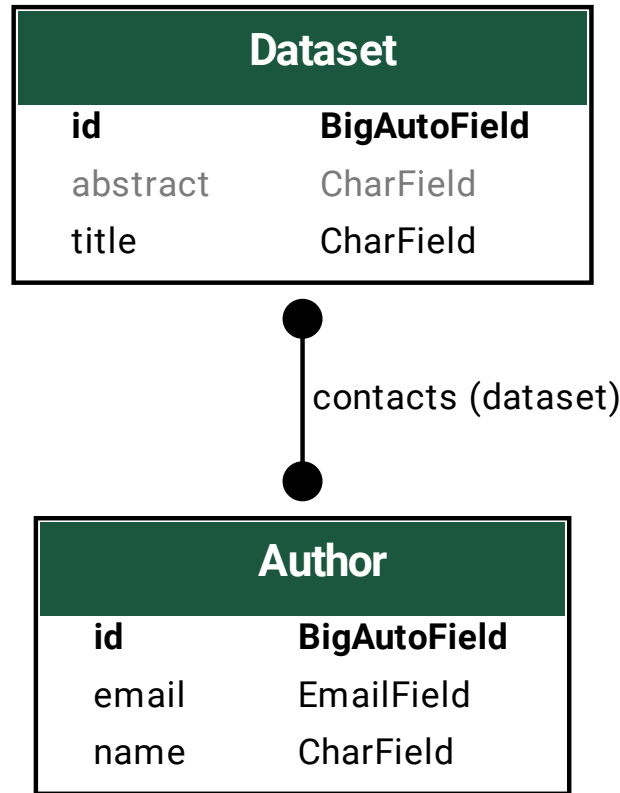 Dataset
id BigAutoField
abstract CharField
title CharField
contacts (dataset)
Author
id BigAutoField
email EmailField
name CharField